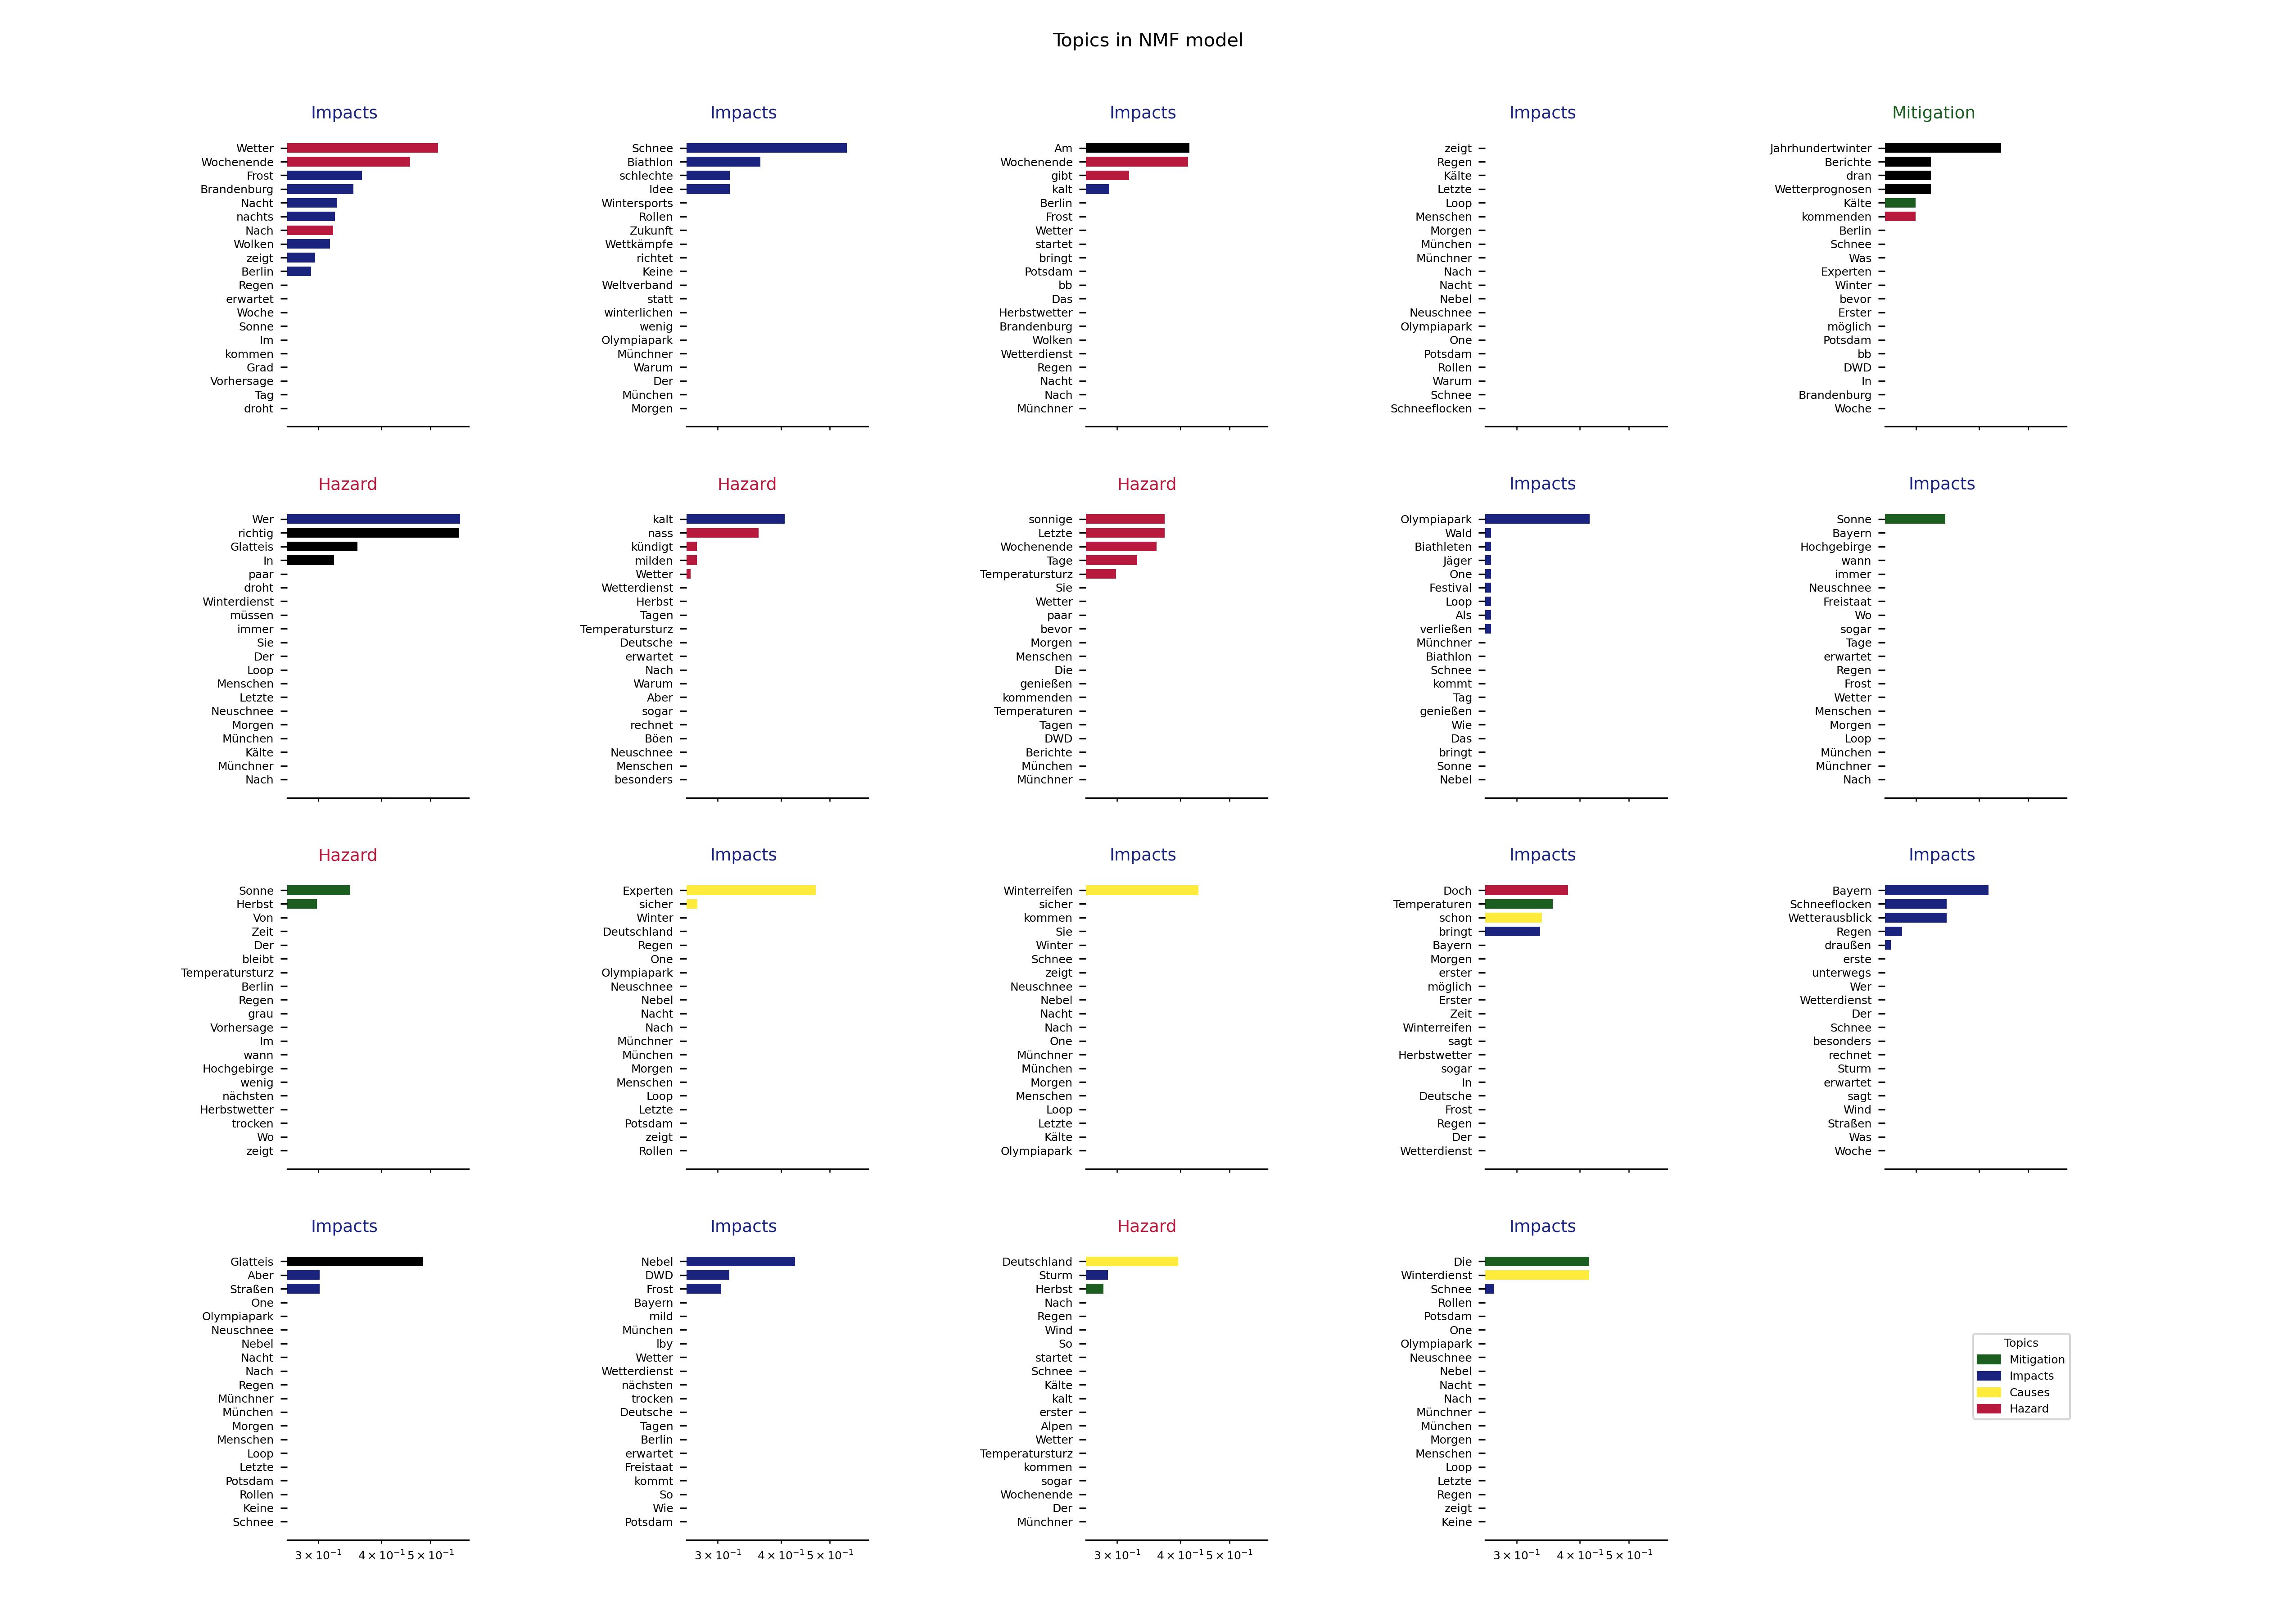 Topics in NMF model
Impacts
Wetter
Wochenende
Frost
Brandenburg
Nacht
nachts
Nach
Wolken
zeigt
Berlin
Regen
erwartet
Woche
Sonne
Im
kommen
Grad
Vorhersage
Tag
droht
Impacts
Schnee
Biathlon
schlechte
Idee
Wintersports
Rollen
Zukunft
Wettkämpfe
richtet
Keine
Weltverband
statt
winterlichen
wenig
Olympiapark
Münchner
Warum
Der
München
Morgen
Impacts
Am
Wochenende
gibt
kalt
Berlin
Frost
Wetter
startet
bringt
Potsdam
bb
Das
Herbstwetter
Brandenburg
Wolken
Wetterdienst
Regen
Nacht
Nach
Münchner
Impacts
zeigt
Regen
Kälte
Letzte
Loop
Menschen
Morgen
München
Münchner
Nach
Nacht
Nebel
Neuschnee
Olympiapark
One
Potsdam
Rollen
Warum
Schnee
Schneeflocken
Mitigation
Jahrhundertwinter
Berichte
dran
Wetterprognosen
Kälte
kommenden
Berlin
Schnee
Was
Experten
Winter
bevor
Erster
möglich
Potsdam
bb
DWD
In
Brandenburg
Woche
Hazard
Wer
richtig
Glatteis
In
paar
droht
Winterdienst
müssen
immer
Sie
Der
Loop
Menschen
Letzte
Neuschnee
Morgen
München
Kälte
Münchner
Nach
Hazard
kalt
nass
kündigt
milden
Wetter
Wetterdienst
Herbst
Tagen
Temperatursturz
Deutsche
erwartet
Nach
Warum
Aber
sogar
rechnet
Böen
Neuschnee
Menschen
besonders
Hazard
sonnige
Letzte
Wochenende
Tage
Temperatursturz
Sie
Wetter
paar
bevor
Morgen
Menschen
Die
genießen
kommenden
Temperaturen
Tagen
DWD
Berichte
München
Münchner
Impacts
Olympiapark
Wald
Biathleten
Jäger
One
Festival
Loop
Als
verließen
Münchner
Biathlon
Schnee
kommt
Tag
genießen
Wie
Das
bringt
Sonne
Nebel
Impacts
Sonne
Bayern
Hochgebirge
wann
immer
Neuschnee
Freistaat
Wo
sogar
Tage
erwartet
Regen
Frost
Wetter
Menschen
Morgen
Loop
München
Münchner
Nach
Hazard
Sonne
Herbst
Von
Zeit
Der
bleibt
Temperatursturz
Berlin
Regen
grau
Vorhersage
Im
wann
Hochgebirge
wenig
nächsten
Herbstwetter
trocken
Wo
zeigt
Impacts
Experten
sicher
Winter
Deutschland
Regen
One
Olympiapark
Neuschnee
Nebel
Nacht
Nach
Münchner
München
Morgen
Menschen
Loop
Letzte
Potsdam
zeigt
Rollen
Impacts
Winterreifen
sicher
kommen
Sie
Winter
Schnee
zeigt
Neuschnee
Nebel
Nacht
Nach
One
Münchner
München
Morgen
Menschen
Loop
Letzte
Kälte
Olympiapark
Impacts
Doch
Temperaturen
schon
bringt
Bayern
Morgen
erster
möglich
Erster
Zeit
Winterreifen
sagt
Herbstwetter
sogar
In
Deutsche
Frost
Regen
Der
Wetterdienst
Impacts
Bayern
Schneeflocken
Wetterausblick
Regen
draußen
erste
unterwegs
Wer
Wetterdienst
Der
Schnee
besonders
rechnet
Sturm
erwartet
sagt
Wind
Straßen
Was
Woche
Impacts
Glatteis
Aber
Straßen
One
Olympiapark
Neuschnee
Nebel
Nacht
Nach
Regen
Münchner
München
Morgen
Menschen
Loop
Letzte
Potsdam
Rollen
Keine
Schnee
3 × 10⁻¹ 4 × 10⁻¹ 5 × 10⁻¹
Impacts
Nebel
DWD
Frost
Bayern
mild
München
lby
Wetter
Wetterdienst
nächsten
trocken
Deutsche
Tagen
Berlin
erwartet
Freistaat
kommt
So
Wie
Potsdam
3 × 10⁻¹ 4 × 10⁻¹ 5 × 10⁻¹
Hazard
Deutschland
Sturm
Herbst
Nach
Regen
Wind
So
startet
Schnee
Kälte
kalt
erster
Alpen
Wetter
Temperatursturz
kommen
sogar
Wochenende
Der
Münchner
3 × 10⁻¹ 4 × 10⁻¹ 5 × 10⁻¹
Impacts
Die
Winterdienst
Schnee
Rollen
Potsdam
One
Olympiapark
Neuschnee
Nebel
Nacht
Nach
Münchner
München
Morgen
Menschen
Loop
Letzte
Regen
zeigt
Keine
3 × 10⁻¹ 4 × 10⁻¹ 5 × 10⁻¹
Topics
Mitigation
Impacts
Causes
Hazard